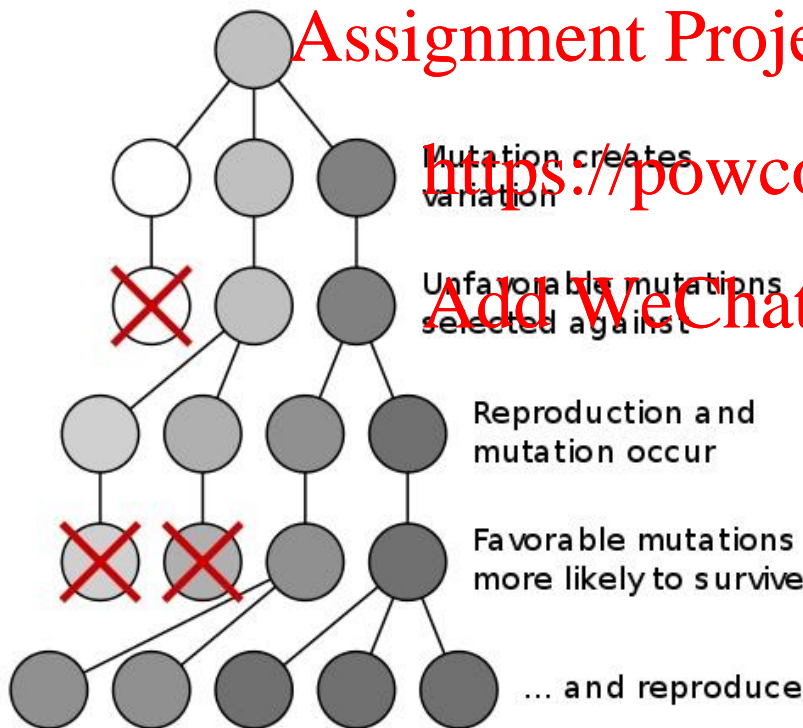 Assignment Proje
Mutation creates
variation
https://powco
Unfavorable mutations
selected against
Add WeChat
Reproduction and
mutation occur
Favorable mutations
more likely to survive
... and reproduce